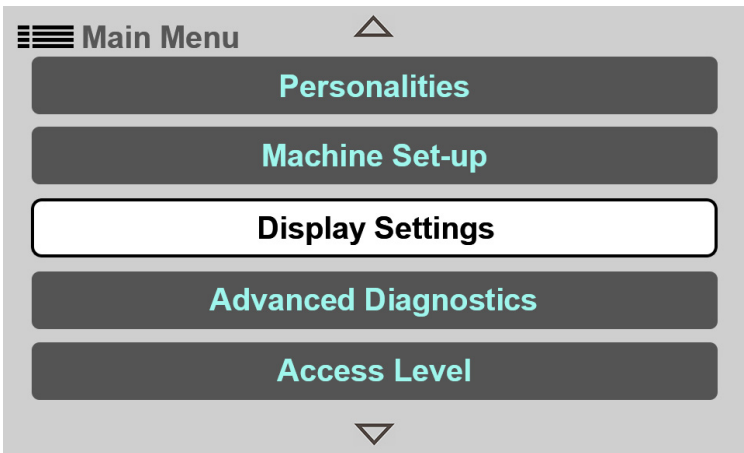 Main Menu
Personalities
Machine Set-up
Display Settings
Advanced Diagnostics
Access Level